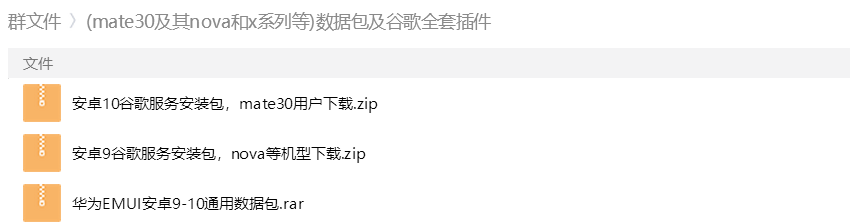 群文件 〉(mate30及其nova和x系列等)数据包及谷歌全套插件
文件
安卓10谷歌服务安装包，mate30用户下载.zip
安卓9谷歌服务安装包，nova等机型下载.zip
华为EMUI安卓9-10通用数据包.rar